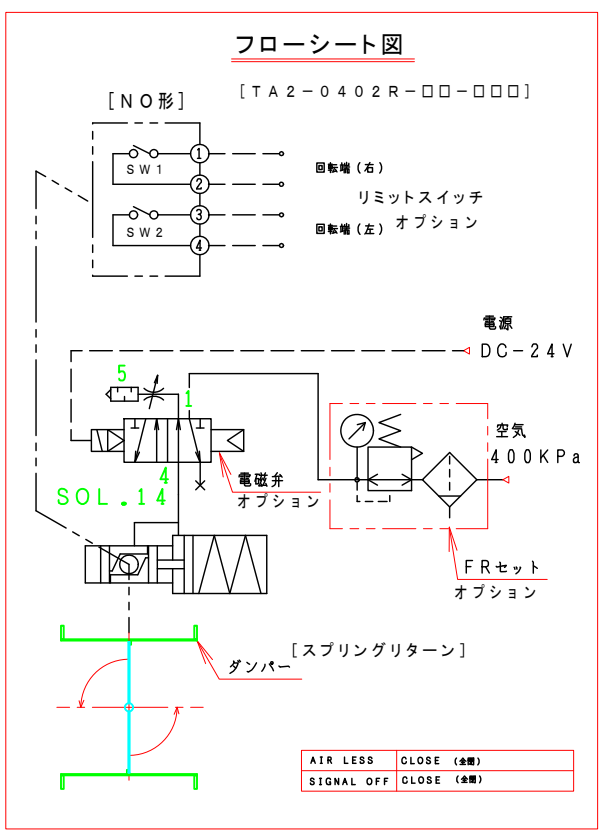 フローシート図
[TA2-0402R-□□-□□□]
[NO形]
SW1
1
2
SW2
3
4
回転端(右)
リミットスイッチ
オプション
回転端(左)
電源
DC-24V
5
1
空気
400KPa
4
電磁弁
オプション
SOL.14
FRセット
オプション
[スプリングリターン]
ダンパー
AIR LESS CLOSE (全閉)
SIGNAL OFF CLOSE (全閉)